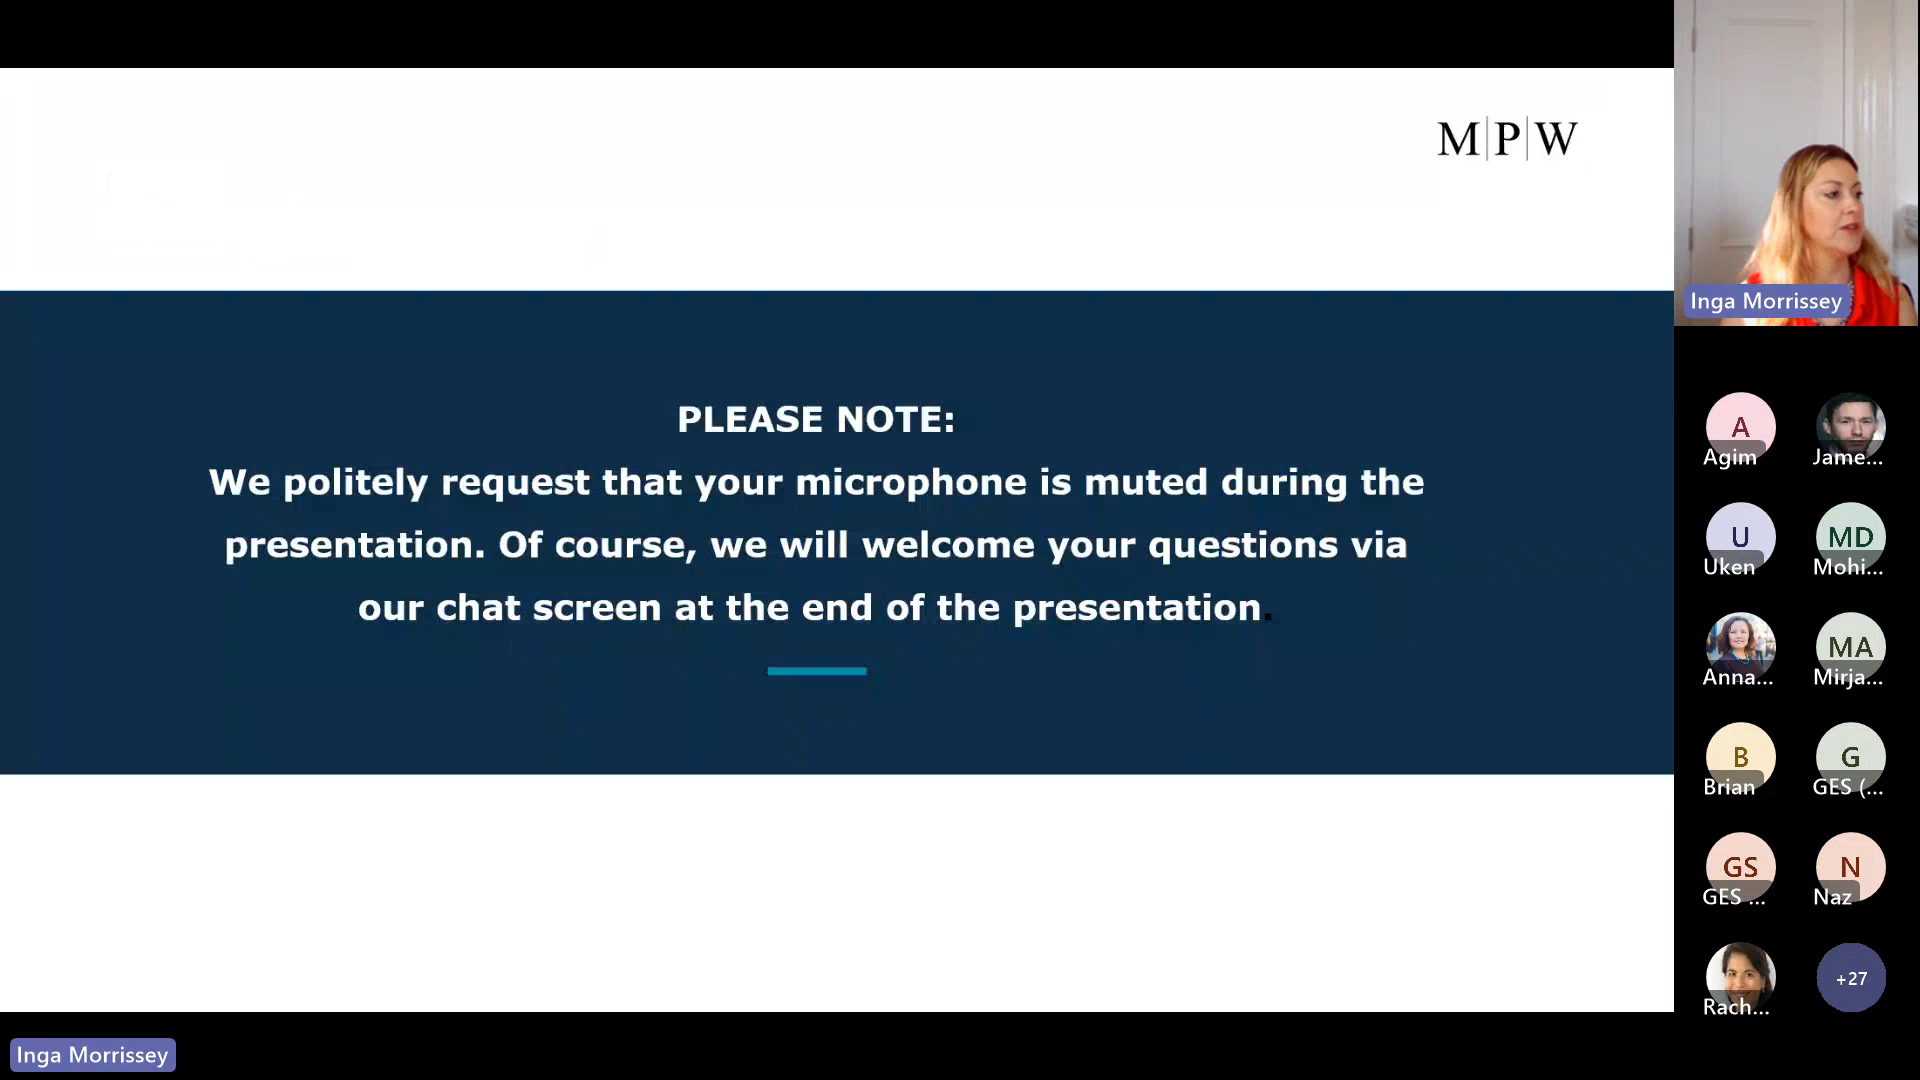 M|P|W
PLEASE NOTE:
We politely request that your microphone is muted during the
presentation. Of course, we will welcome your questions via
our chat screen at the end of the presentation.
Inga Morrissey
A
Agim
Jame...
U
Uken
MD
Mohi...
Anna...
MA
Mirja...
B
Brian
G
GES (...
GS
GES ...
N
Naz
Rach...
+27
Inga Morrissey